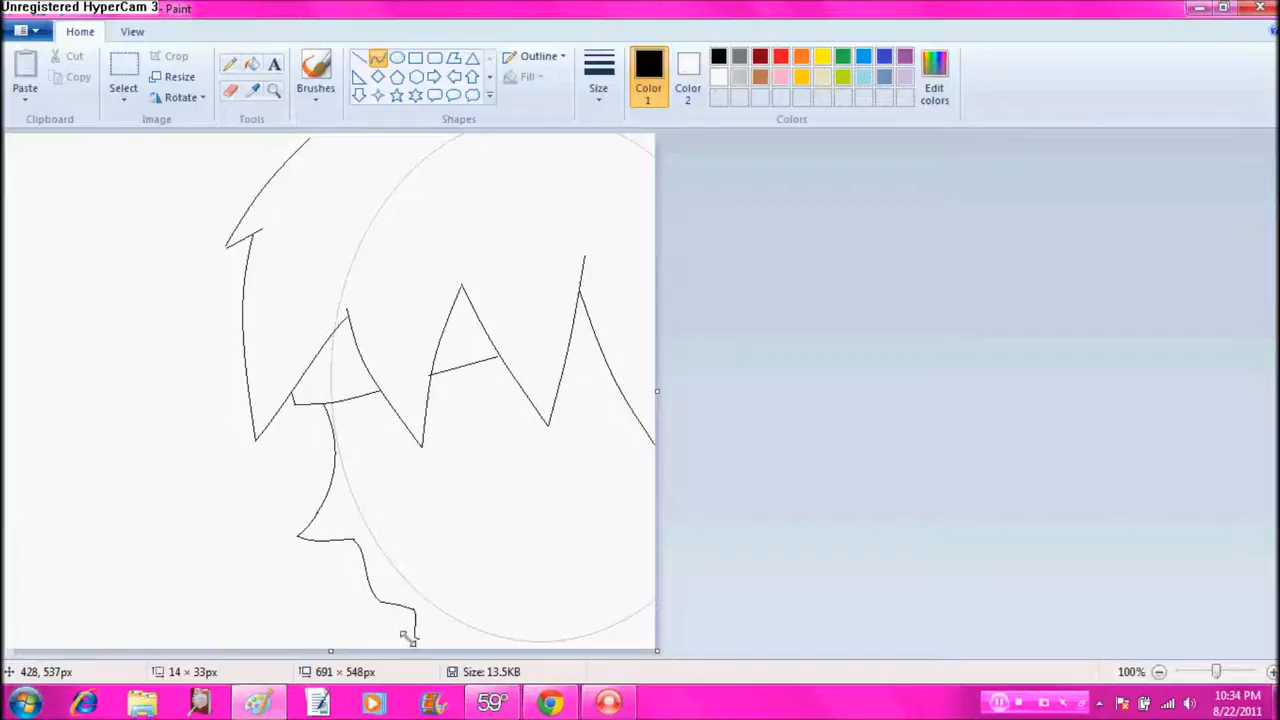 Unregistered HyperCam 3 - Paint
Home View
Paste Cut Copy Select Crop Resize Rotate Brushes Outline Fill Size Color 1 Color 2 Edit colors
Clipboard Image Tools Shapes Colors
428, 537px 14 × 33px 691 × 548px Size: 13.5KB 100%
59° 10:34 PM
8/22/2011